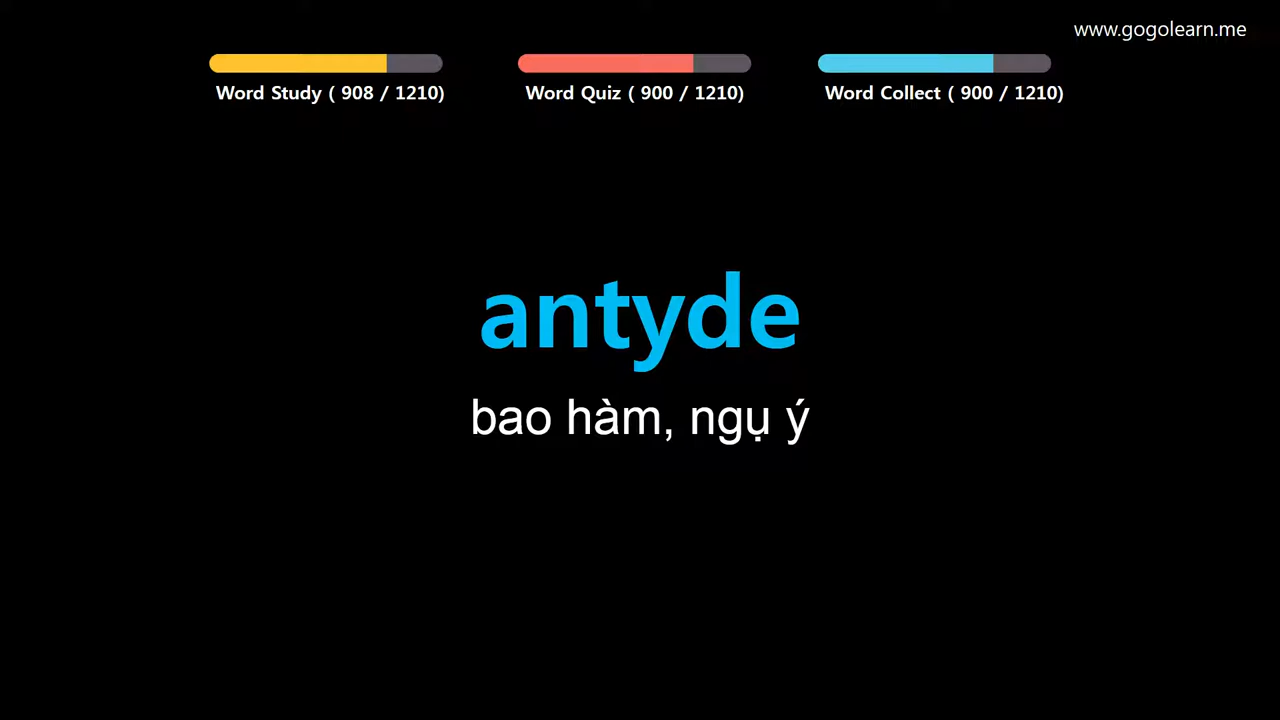 www.gogolearn.me
Word Study ( 908 / 1210)
Word Quiz ( 900 / 1210)
Word Collect ( 900 / 1210)
antyde
bao hàm, ngụ ý